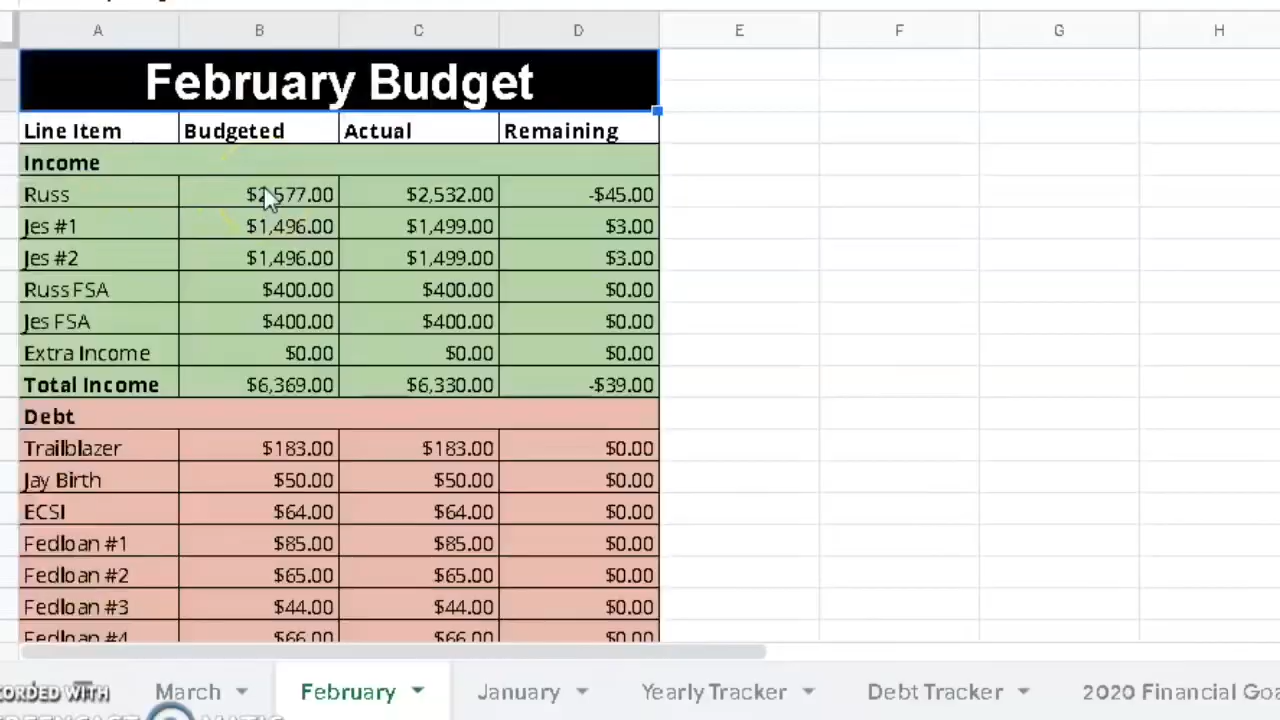 A B C D E F G H
February Budget
Line Item Budgeted Actual Remaining
Income
Russ $2,577.00 $2,532.00 -$45.00
Jes #1 $1,496.00 $1,499.00 $3.00
Jes #2 $1,496.00 $1,499.00 $3.00
Russ FSA $400.00 $400.00 $0.00
Jes FSA $400.00 $400.00 $0.00
Extra Income $0.00 $0.00 $0.00
Total Income $6,369.00 $6,330.00 -$39.00
Debt
Trailblazer $183.00 $183.00 $0.00
Jay Birth $50.00 $50.00 $0.00
ECSI $64.00 $64.00 $0.00
Fedloan #1 $85.00 $85.00 $0.00
Fedloan #2 $65.00 $65.00 $0.00
Fedloan #3 $44.00 $44.00 $0.00
Fedloan #4 $66.00 $66.00 $0.00
March February January Yearly Tracker Debt Tracker 2020 Financial Goa
ORDED WITH